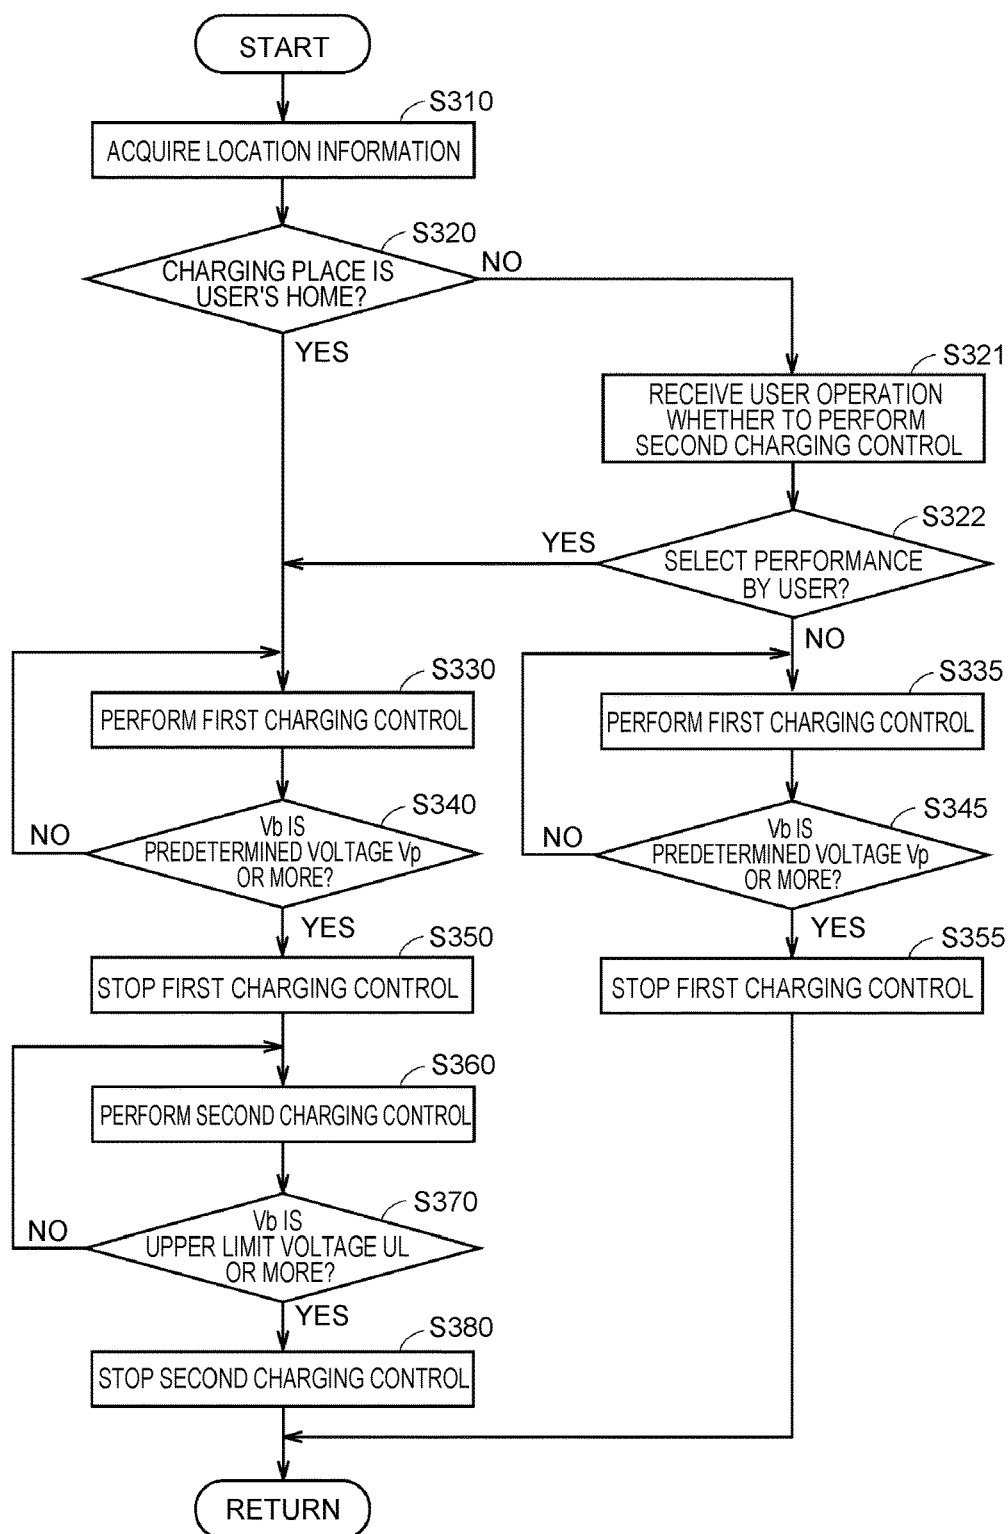 START
S310
ACQUIRE LOCATION INFORMATION
S320
CHARGING PLACE IS
USER'S HOME?
NO
YES
S321
RECEIVE USER OPERATION
WHETHER TO PERFORM
SECOND CHARGING CONTROL
S322
SELECT PERFORMANCE
BY USER?
YES
NO
S330
PERFORM FIRST CHARGING CONTROL
S335
PERFORM FIRST CHARGING CONTROL
S340
Vb IS
PREDETERMINED VOLTAGE Vp
OR MORE?
NO
YES
S345
Vb IS
PREDETERMINED VOLTAGE Vp
OR MORE?
NO
YES
S350
STOP FIRST CHARGING CONTROL
S355
STOP FIRST CHARGING CONTROL
S360
PERFORM SECOND CHARGING CONTROL
S370
Vb IS
UPPER LIMIT VOLTAGE UL
OR MORE?
NO
YES
S380
STOP SECOND CHARGING CONTROL
RETURN